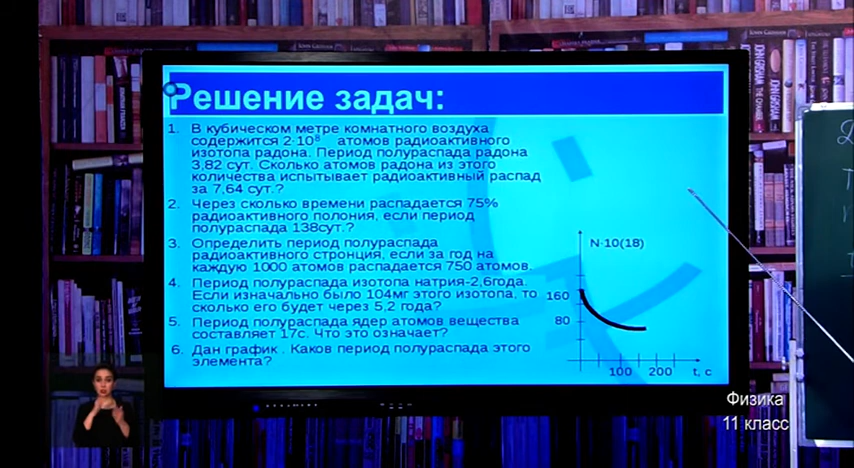 Решение задач:
1. В кубическом метре комнатного воздуха
содержится 2·10⁸ атомов радиоактивного
изотопа радона. Период полураспада радона
3,82 сут. Сколько атомов радона из этого
количества испытывает радиоактивный распад
за 7,64 сут.?
2. Через сколько времени распадается 75%
радиоактивного полония, если период
полураспада 138сут.?
3. Определить период полураспада
радиоактивного стронция, если за год на
каждую 1000 атомов распадается 750 атомов.
4. Период полураспада изотопа натрия-2,6года.
Если изначально было 104мг этого изотопа, то
сколько его будет через 5,2 года?
5. Период полураспада ядер атомов вещества
составляет 17с. Что это означает?
6. Дан график . Каков период полураспада этого
элемента?
N·10(18)
160
80
100 200 t, с
Физика
11 класс
JOHN GRISHAM